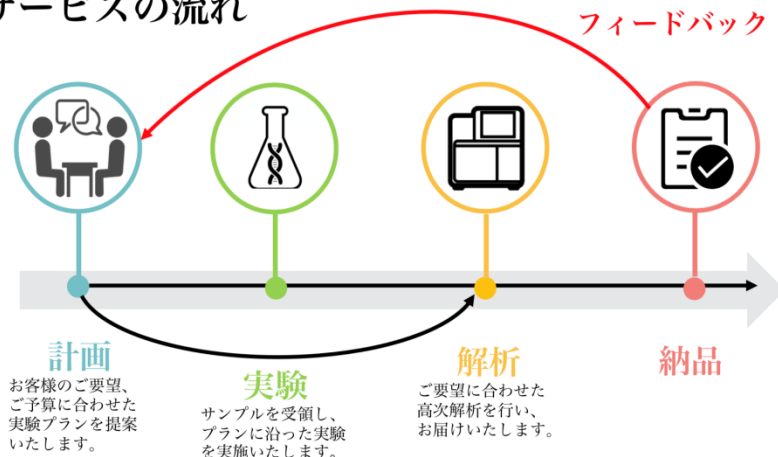 サービスの流れ
フィードバック
計画
お客様のご要望、
ご予算に合わせた
実験プランを提案
いたします。
実験
サンプルを受領し、
プランに沿った実験
を実施いたします。
解析
ご要望に合わせた
高次解析を行い、
お届けいたします。
納品